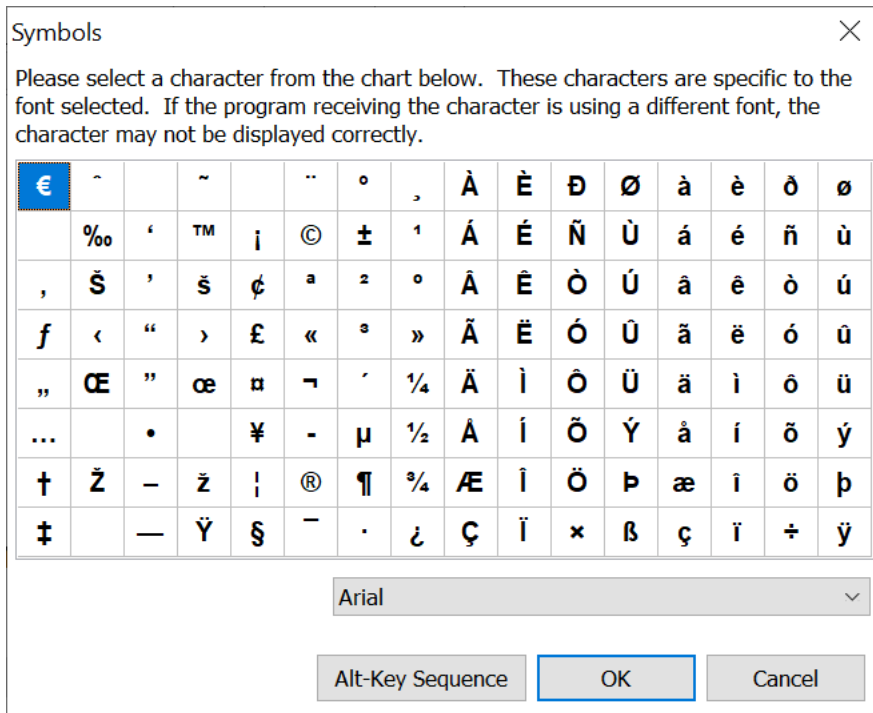 Symbols
Please select a character from the chart below. These characters are specific to the
font selected. If the program receiving the character is using a different font, the
character may not be displayed correctly.
€ ˆ ˜ ¨ ° ¸ À È Ð Ø à è ð ø
‰ ‘ ™ ¡ © ± ¹ Á É Ñ Ù á é ñ ù
‚ Š ’ š ¢ ª ² º Â Ê Ò Ú â ê ò ú
ƒ ‹ “ › £ « ³ » Ã Ë Ó Û ã ë ó û
„ Œ ” œ ¤ ¬ ´ ¼ Ä Ì Ô Ü ä ì ô ü
… • ¥ - µ ½ Å Í Õ Ý å í õ ý
† Ž – ž ¦ ® ¶ ¾ Æ Î Ö Þ æ î ö þ
‡ — Ÿ § ¯ · ¿ Ç Ï × ß ç ï ÷ ÿ
Arial
Alt-Key Sequence OK Cancel